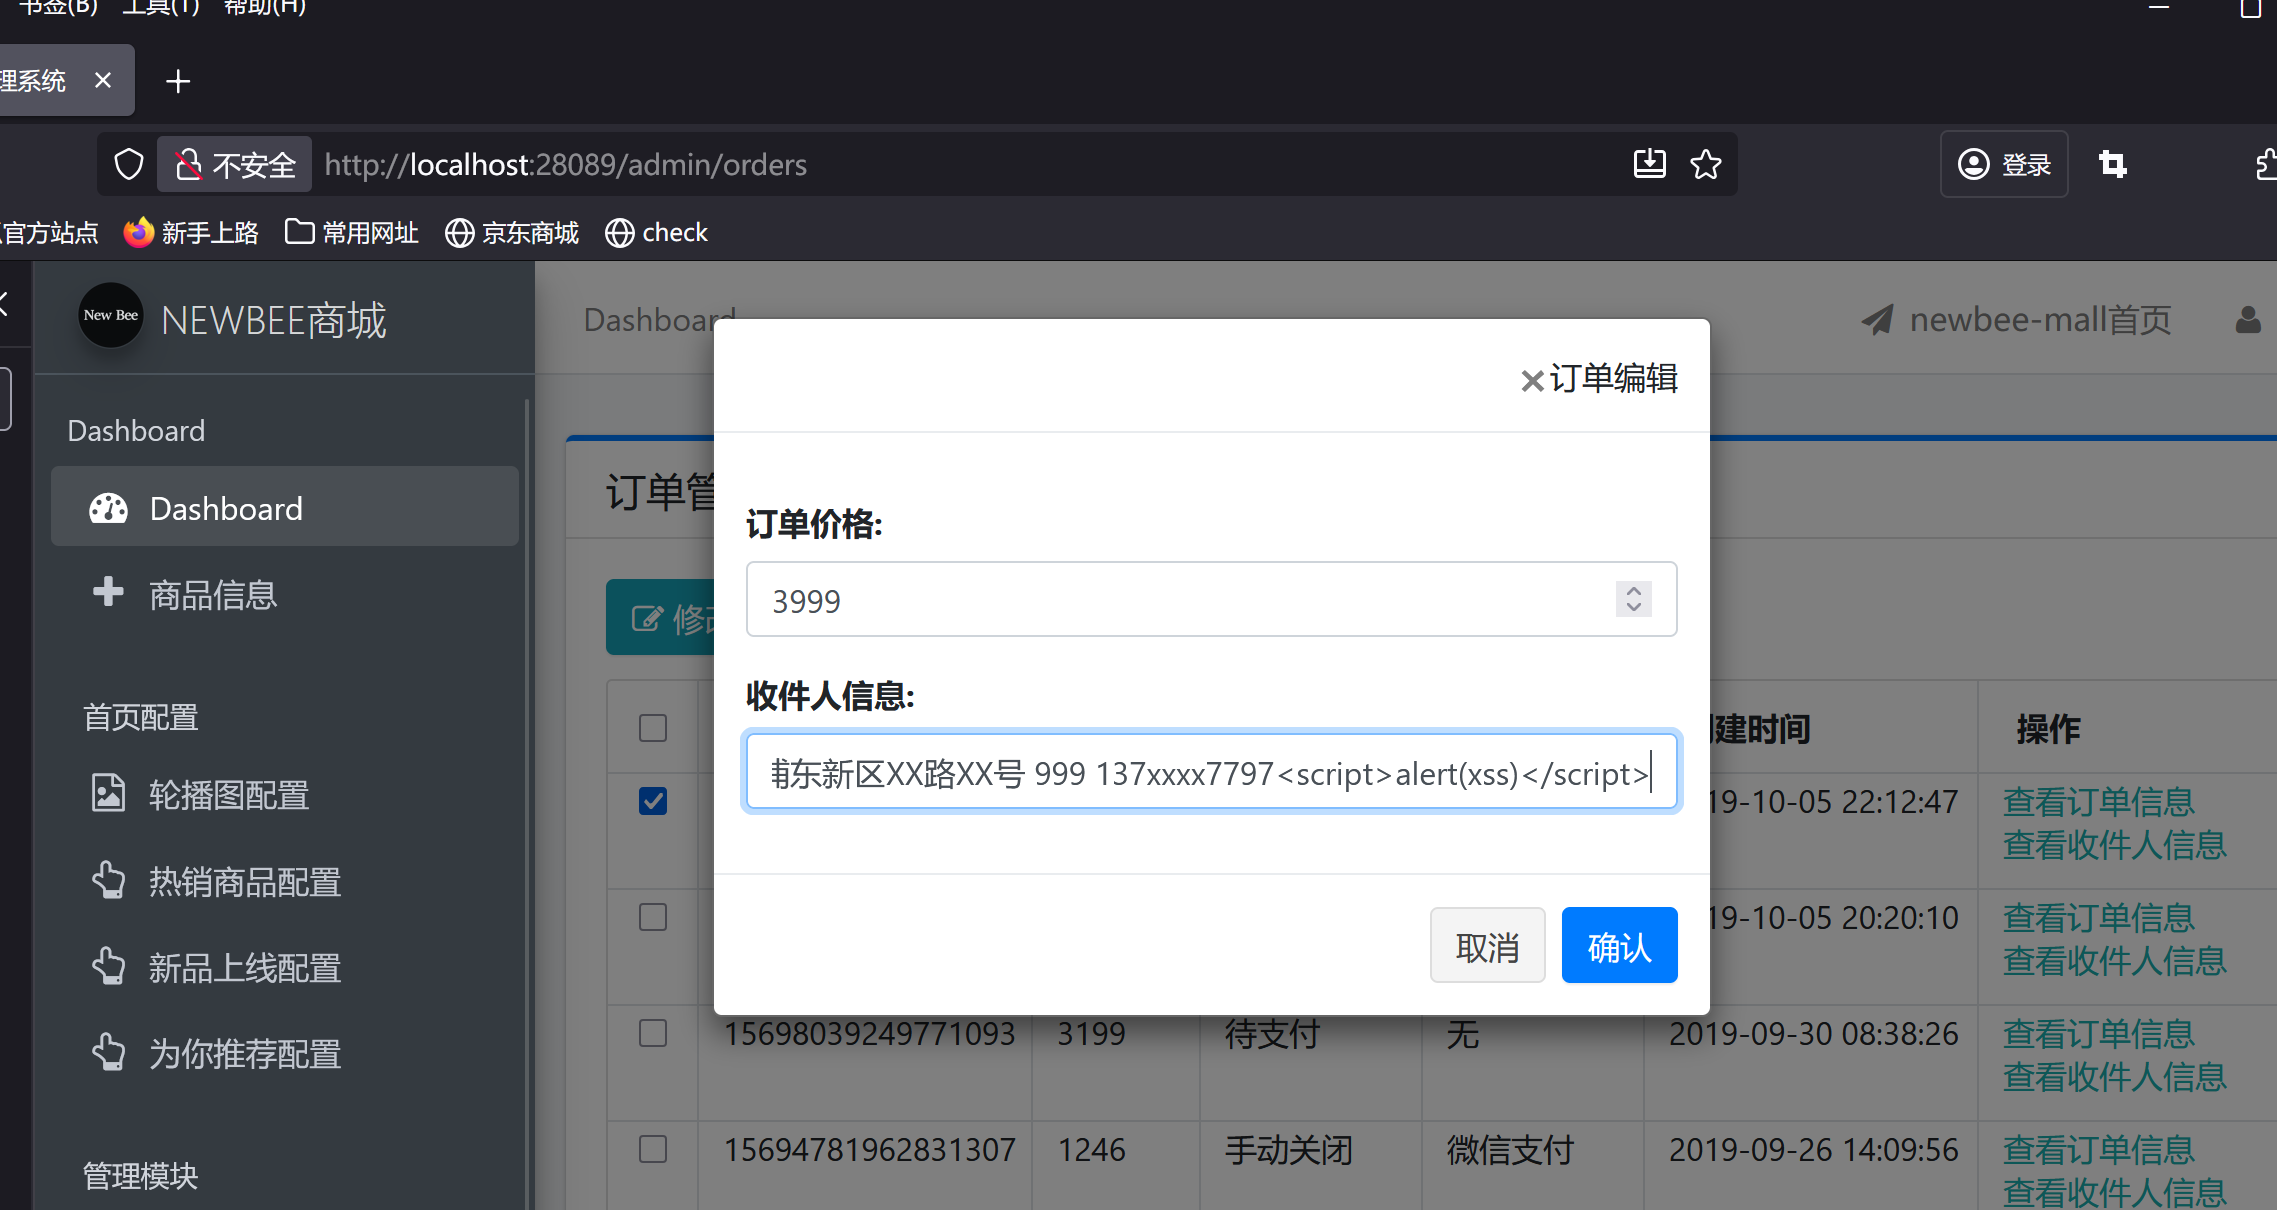 书签(B) 工具(T) 帮助(H)
理系统
不安全 http://localhost:28089/admin/orders 登录
官方站点 新手上路 常用网址 京东商城 check
New Bee NEWBEE商城
Dashboard newbee-mall首页
订单编辑
Dashboard
Dashboard
商品信息
首页配置
轮播图配置
热销商品配置
新品上线配置
为你推荐配置
管理模块
订单管
修改
订单价格:
3999
收件人信息:
浦东新区XX路XX号 999 137xxxx7797<script>alert(xss)</script>
取消 确认
创建时间 操作
19-10-05 22:12:47 查看订单信息
查看收件人信息
19-10-05 20:20:10 查看订单信息
查看收件人信息
15698039249771093 3199 待支付 无 2019-09-30 08:38:26 查看订单信息
查看收件人信息
15694781962831307 1246 手动关闭 微信支付 2019-09-26 14:09:56 查看订单信息
查看收件人信息